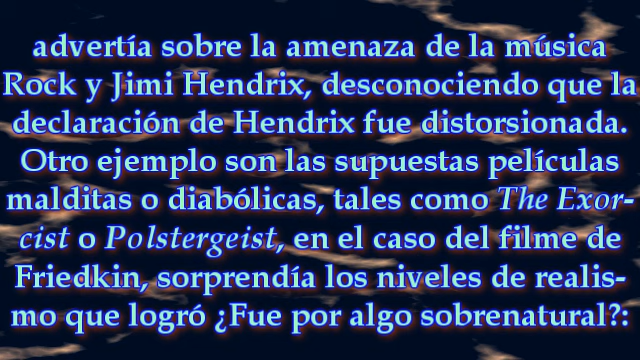 advertía sobre la amenaza de la música
Rock y Jimi Hendrix, desconociendo que la
declaración de Hendrix fue distorsionada.
Otro ejemplo son las supuestas películas
malditas o diabólicas, tales como The Exor-
cist o Polstergeist, en el caso del filme de
Friedkin, sorprendía los niveles de realis-
mo que logró ¿Fue por algo sobrenatural?: